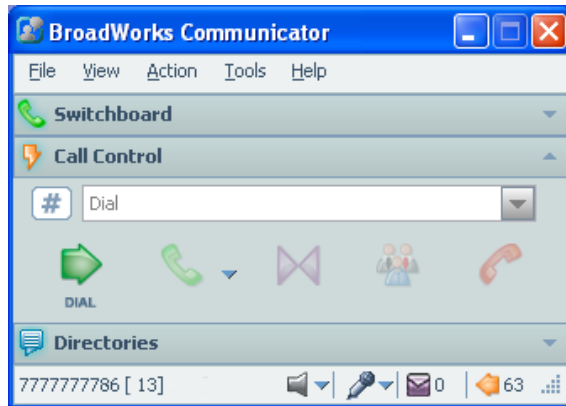 BroadWorks Communicator
File View Action Tools Help
Switchboard
Call Control
# Dial
DIAL
Directories
7777777786 [ 13] 0 63